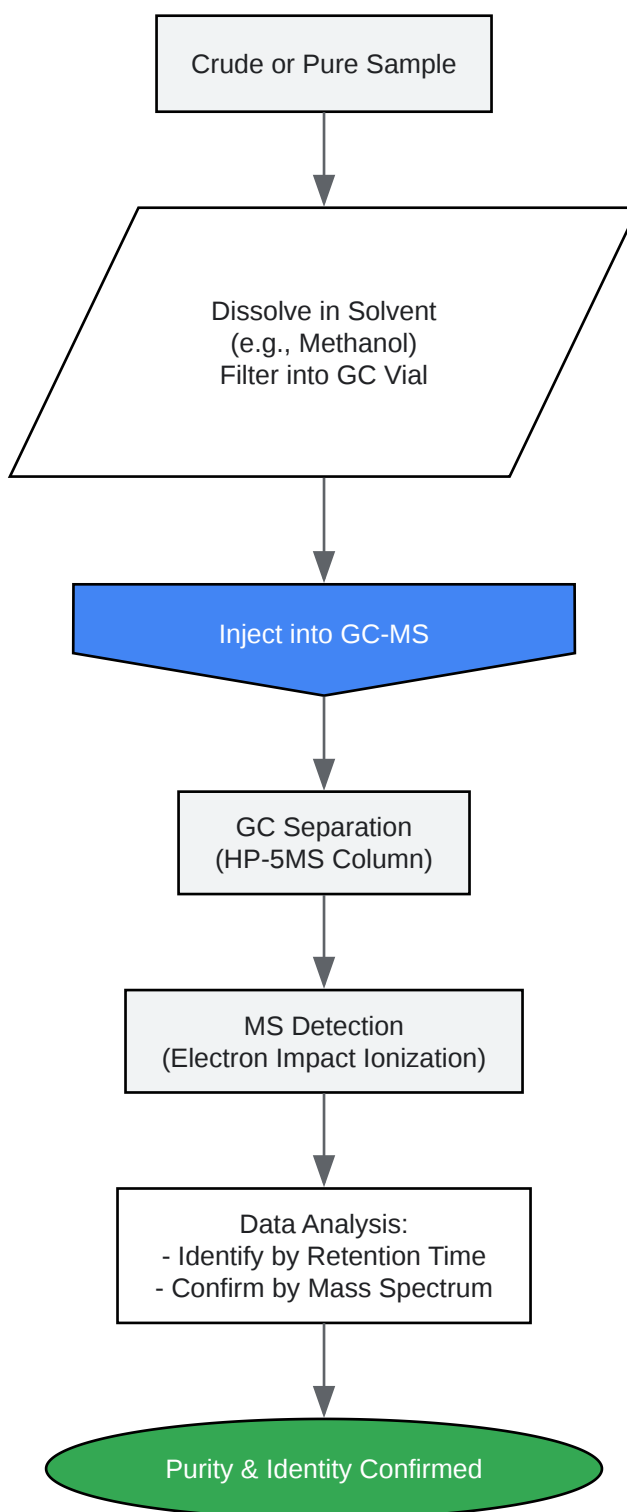 Crude or Pure Sample
Dissolve in Solvent
(e.g., Methanol)
Filter into GC Vial
Inject into GC-MS
GC Separation
(HP-5MS Column)
MS Detection
(Electron Impact Ionization)
Data Analysis:
- Identify by Retention Time
- Confirm by Mass Spectrum
Purity & Identity Confirmed